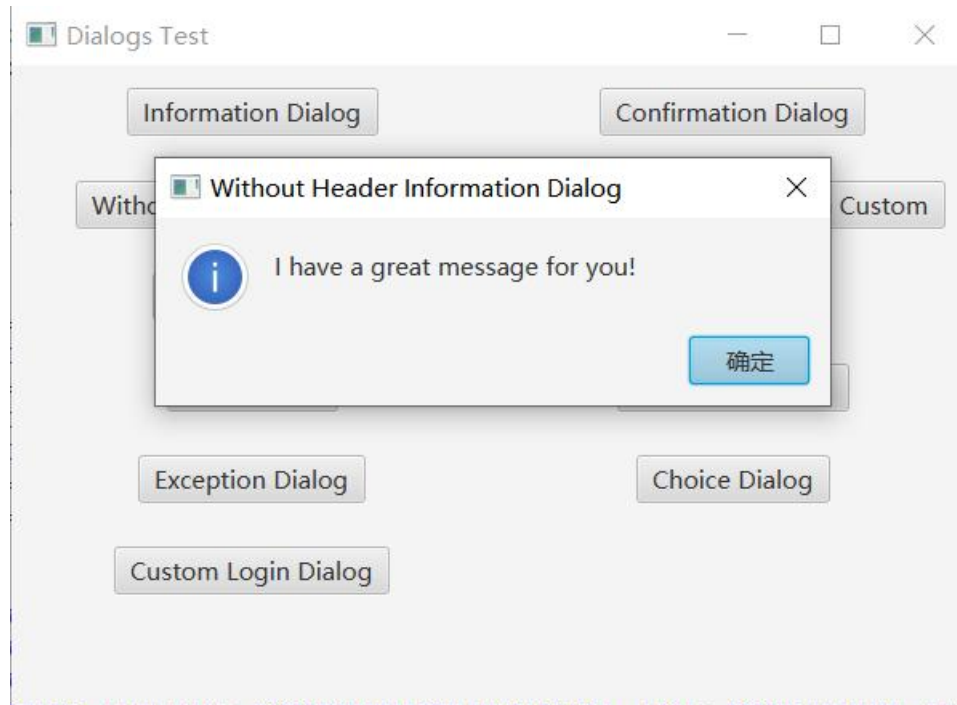 Dialogs Test
Information Dialog
Confirmation Dialog
Without Header Information Dialog
Custom
I have a great message for you!
确定
Exception Dialog
Choice Dialog
Custom Login Dialog